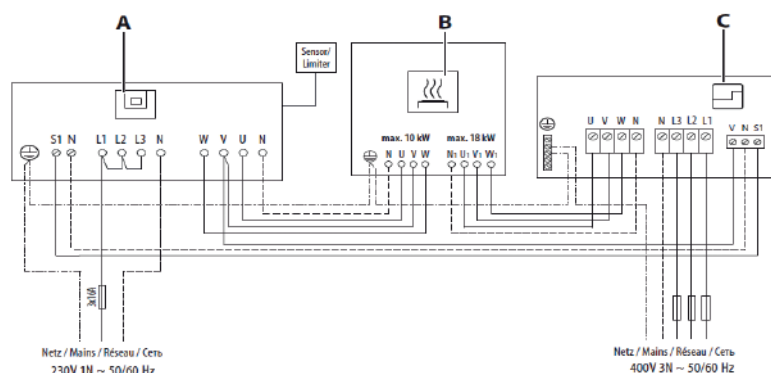 A
B
C
Sensor/
Limiter
max. 10 kW max. 18 kW
S1 N L1 L2 L3 N W V U N
N U V W N1 U1 V1 W1
U V W N N L3 L2 L1 V N S1
3x16A
Netz / Mains / Réseau / Сеть
230V 1N ~ 50/60 Hz
Netz / Mains / Réseau / Сеть
400V 3N ~ 50/60 Hz